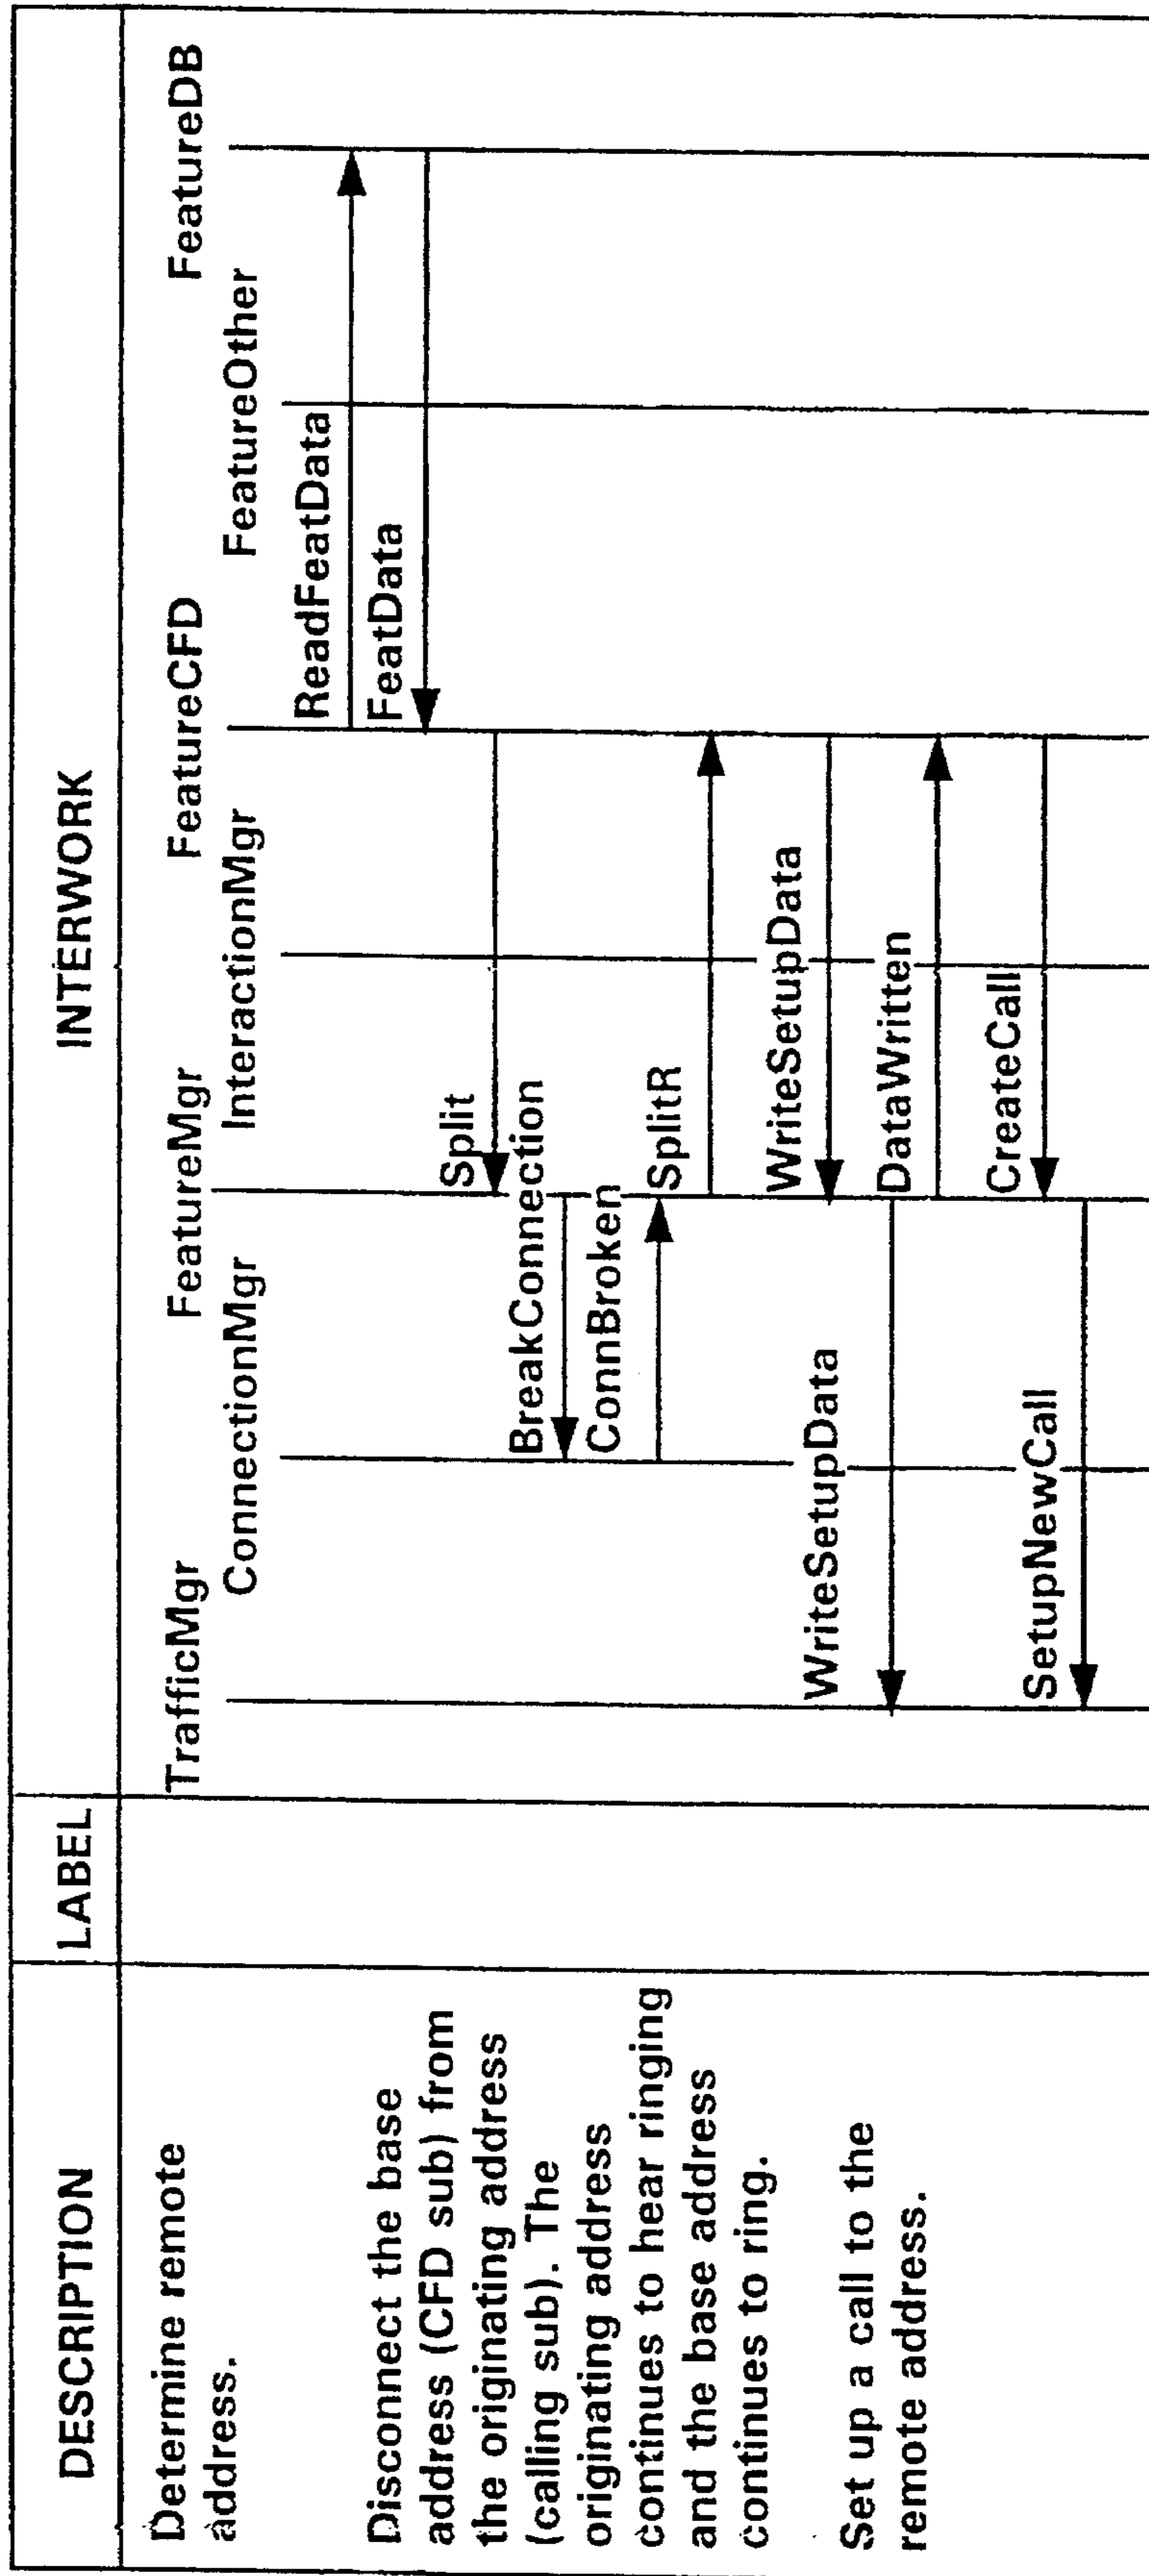 DESCRIPTION
LABEL
INTERWORK
TrafficMgr
FeatureMgr
FeatureCFD
FeatureDB
ConnectionMgr
InteractionMgr
FeatureOther
Determine remote
address.
ReadFeatData
FeatData
Disconnect the base
address (CFD sub) from
the originating address
(calling sub). The
originating address
continues to hear ringing
and the base address
continues to ring.
Split
BreakConnection
ConnBroken
SplitR
Set up a call to the
remote address.
WriteSetupData
WriteSetupData
DataWritten
CreateCall
SetupNewCall